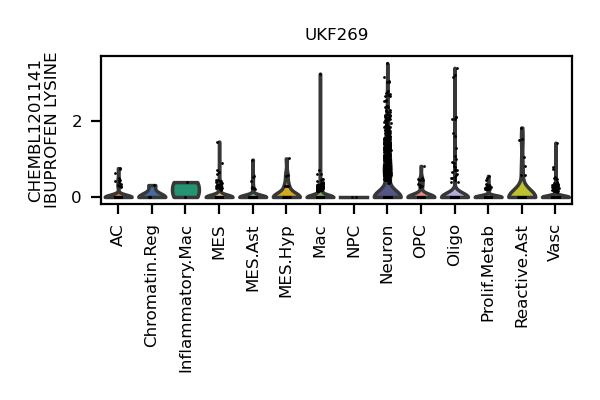 UKF269
CHEMBL1201141
IBUPROFEN LYSINE
2
0
AC
Chromatin.Reg
Inflammatory.Mac
MES
MES.Ast
MES.Hyp
Mac
NPC
Neuron
OPC
Oligo
Prolif.Metab
Reactive.Ast
Vasc